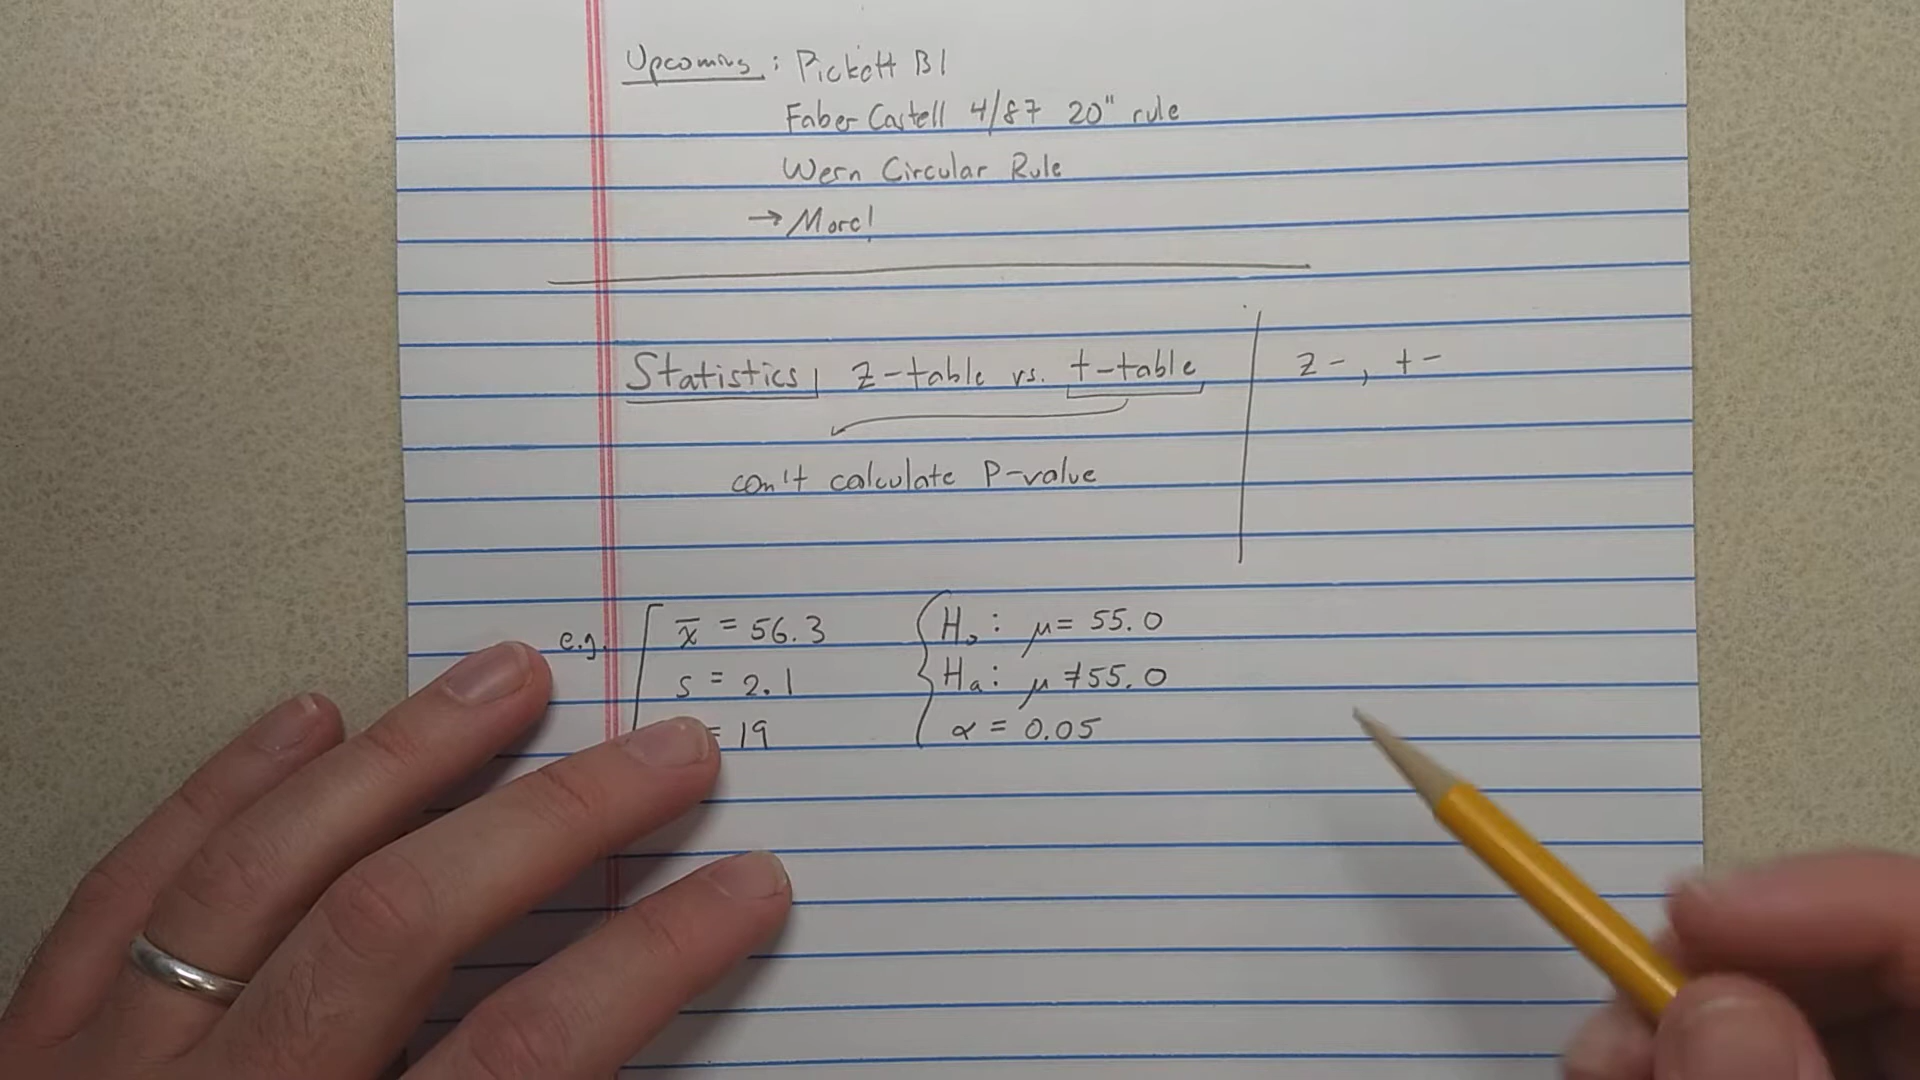 Upcoming: Pickett B1
Faber Castell 4/87 20" rule
Wern Circular Rule
→ More!
Statistics z-table vs. t-table
z-, t-
can't calculate P-value
e.g. x̄ = 56.3
s = 2.1
= 19
H₀: μ = 55.0
Hₐ: μ ≠ 55.0
α = 0.05